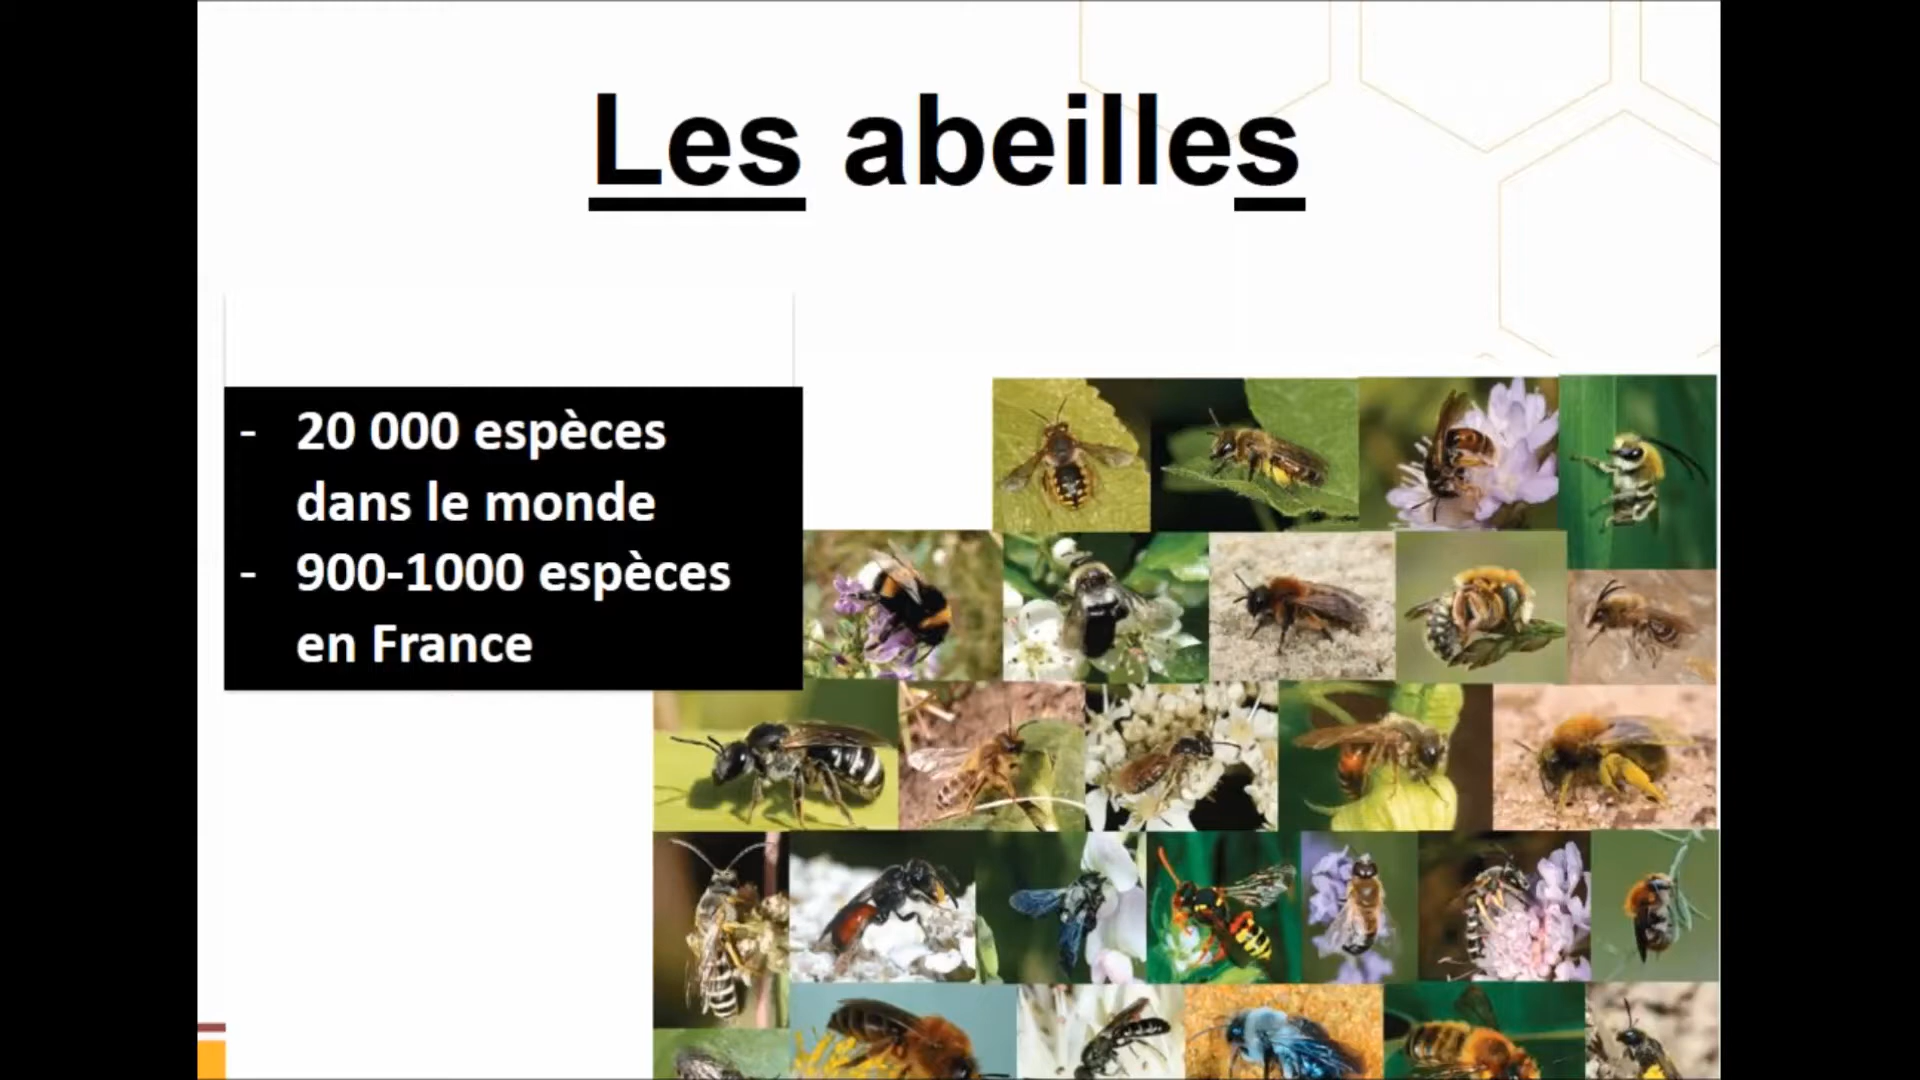 Les abeilles
- 20 000 espèces
dans le monde
- 900-1000 espèces
en France